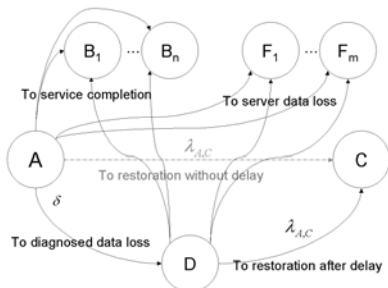 B1 ... Bn F1 ... Fm
To service completion
To server data loss
A λA,C C
To restoration without delay
δ λA,C
To diagnosed data loss
D To restoration after delay